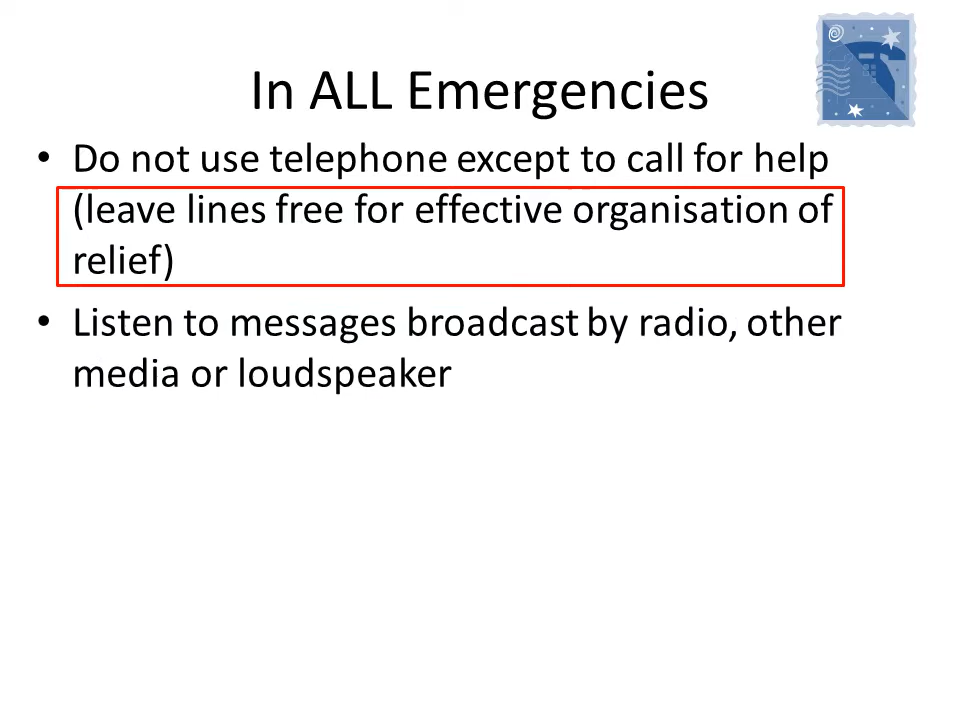 In ALL Emergencies
• Do not use telephone except to call for help
(leave lines free for effective organisation of
relief)
• Listen to messages broadcast by radio, other
media or loudspeaker